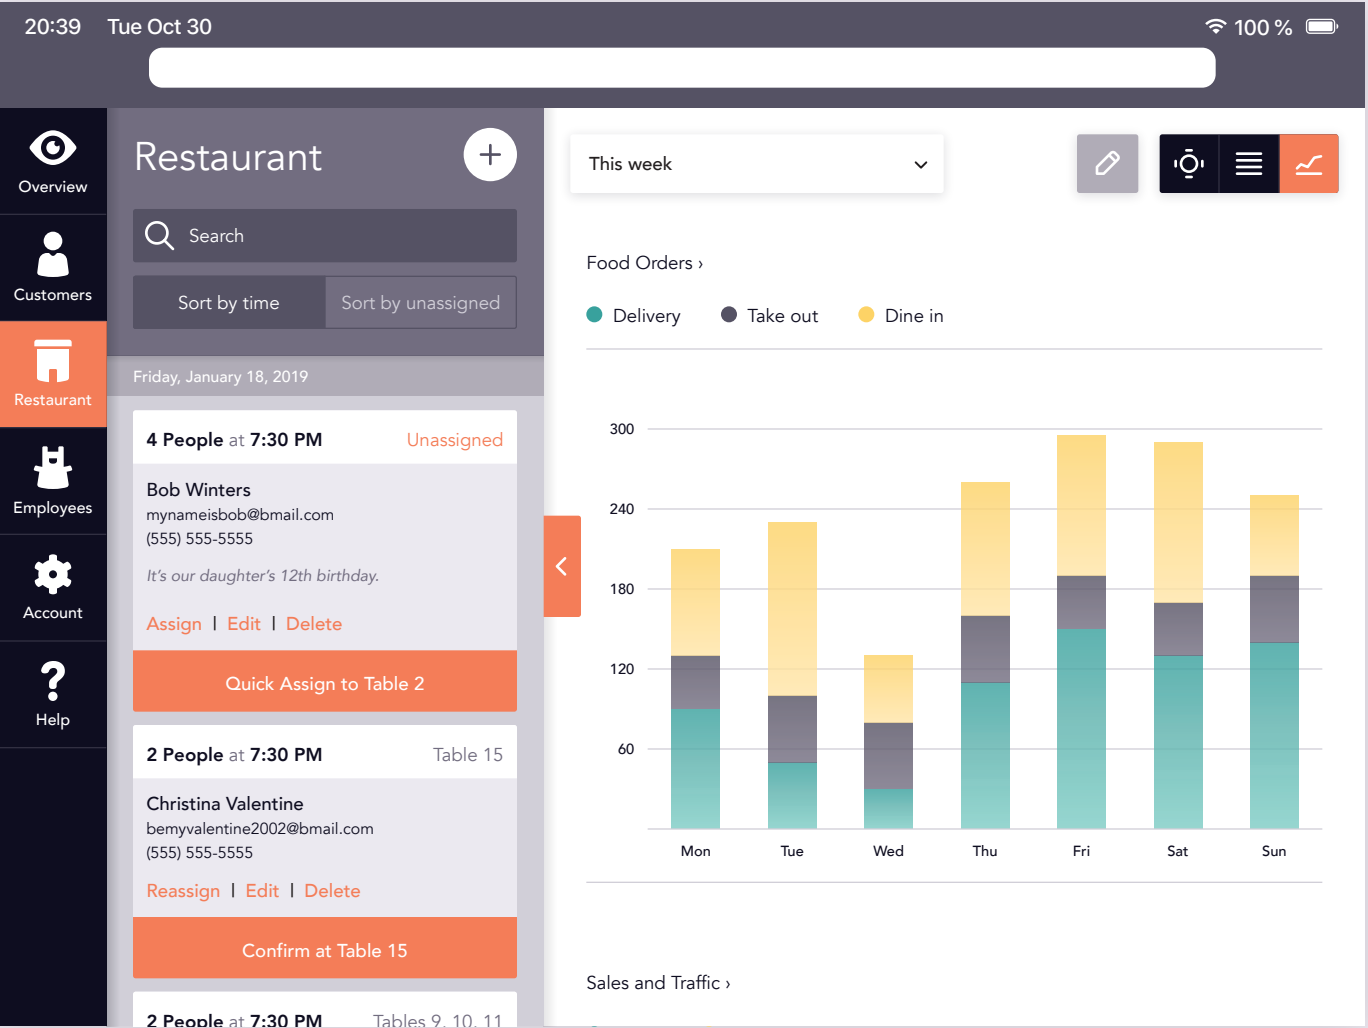 20:39 Tue Oct 30
100 %
Overview
Customers
Restaurant
Employees
Account
Help
Restaurant
Search
Sort by time
Sort by unassigned
Friday, January 18, 2019
4 People at 7:30 PM Unassigned
Bob Winters
mynameisbob@bmail.com
(555) 555-5555
It's our daughter's 12th birthday.
Assign | Edit | Delete
Quick Assign to Table 2
2 People at 7:30 PM Table 15
Christina Valentine
bemyvalentine2002@bmail.com
(555) 555-5555
Reassign | Edit | Delete
Confirm at Table 15
2 People at 7:30 PM Tables 9, 10, 11
This week
Food Orders ›
Delivery Take out Dine in
300
240
180
120
60
Mon Tue Wed Thu Fri Sat Sun
Sales and Traffic ›